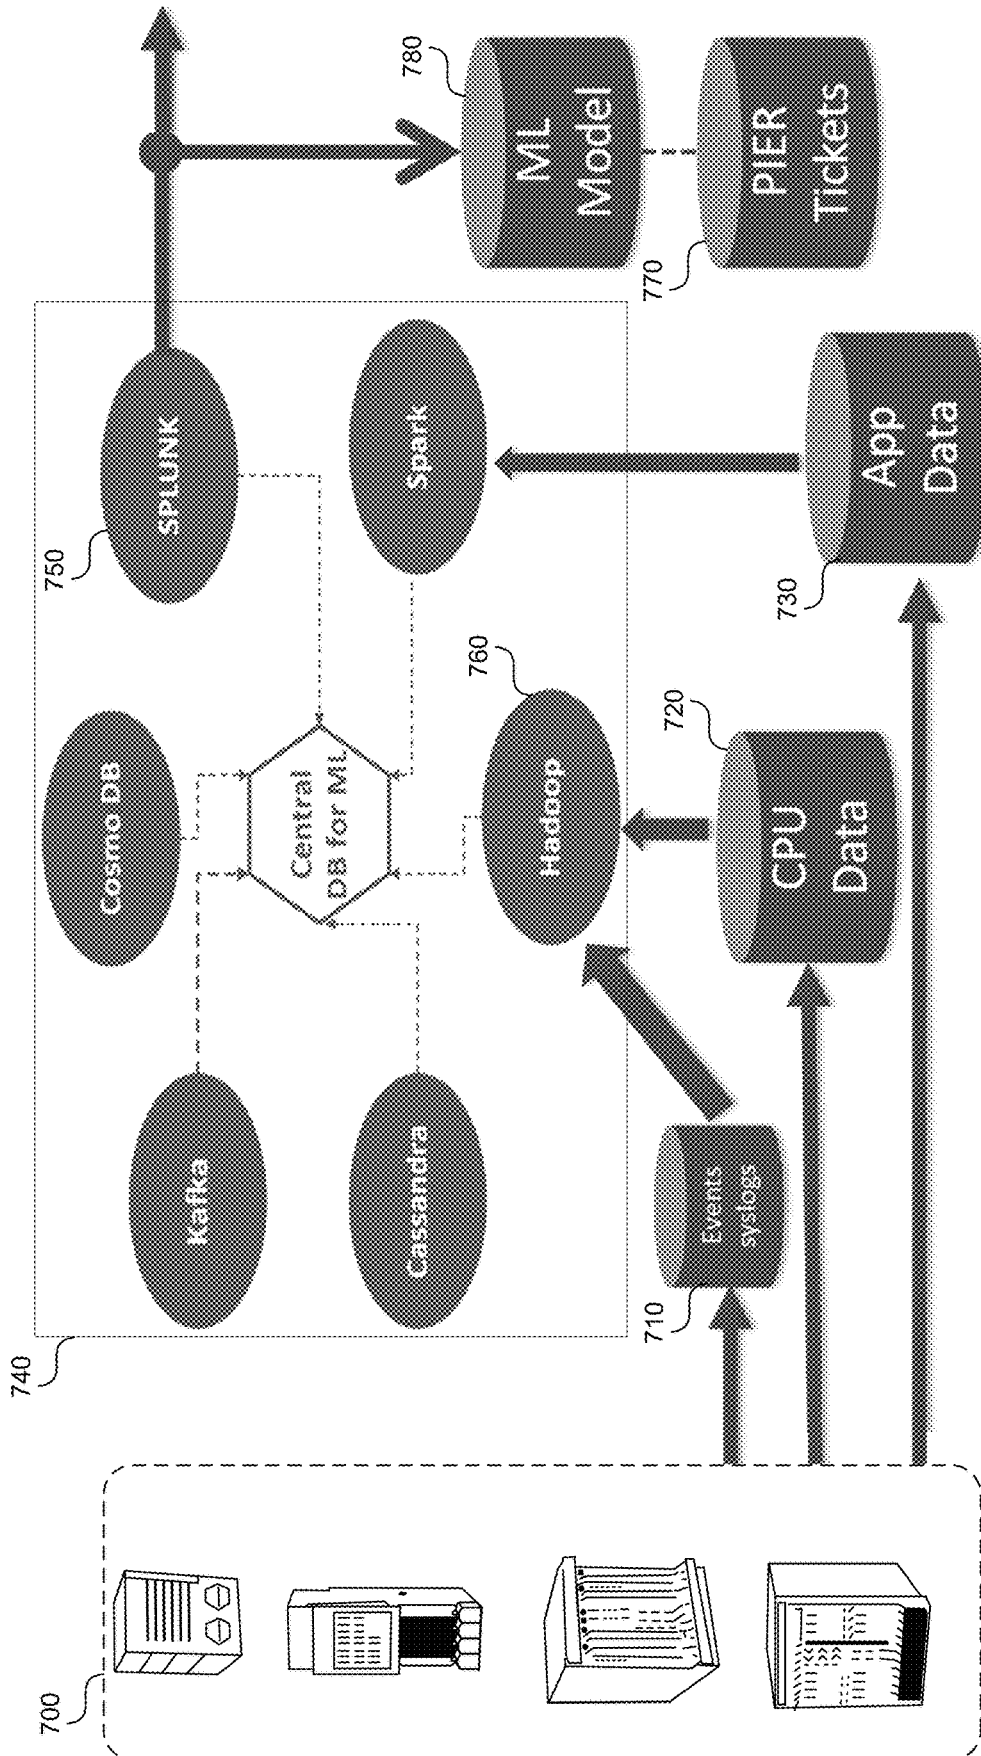 700
740
750
Cosmo DB
SPLUNK
Kafka
Central
DB for ML
780
Cassandra
Spark
760
ML
Model
Hadoop
710
720
770
Events
syslogs
CPU
Data
PIER
Tickets
730
App
Data